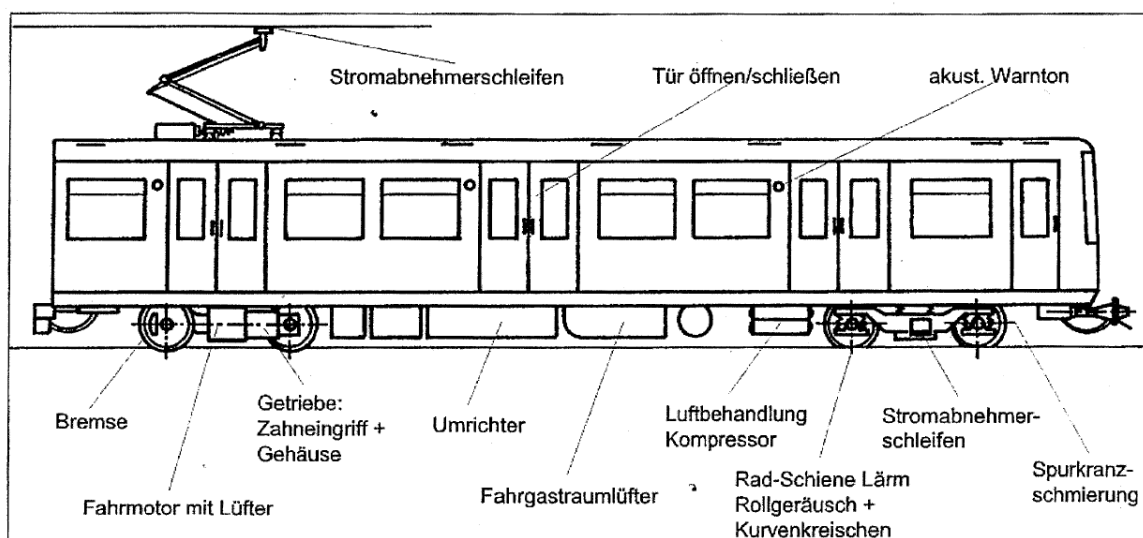 Stromabnehmerschleifen
Tür öffnen/schließen
akust. Warnton
Bremse
Getriebe:
Zahneingriff +
Gehäuse
Fahrmotor mit Lüfter
Umrichter
Fahrgastraumlüfter
Luftbehandlung
Kompressor
Rad-Schiene Lärm
Rollgeräusch +
Kurvenkreischen
Stromabnehmer-
schleifen
Spurkranz-
schmierung